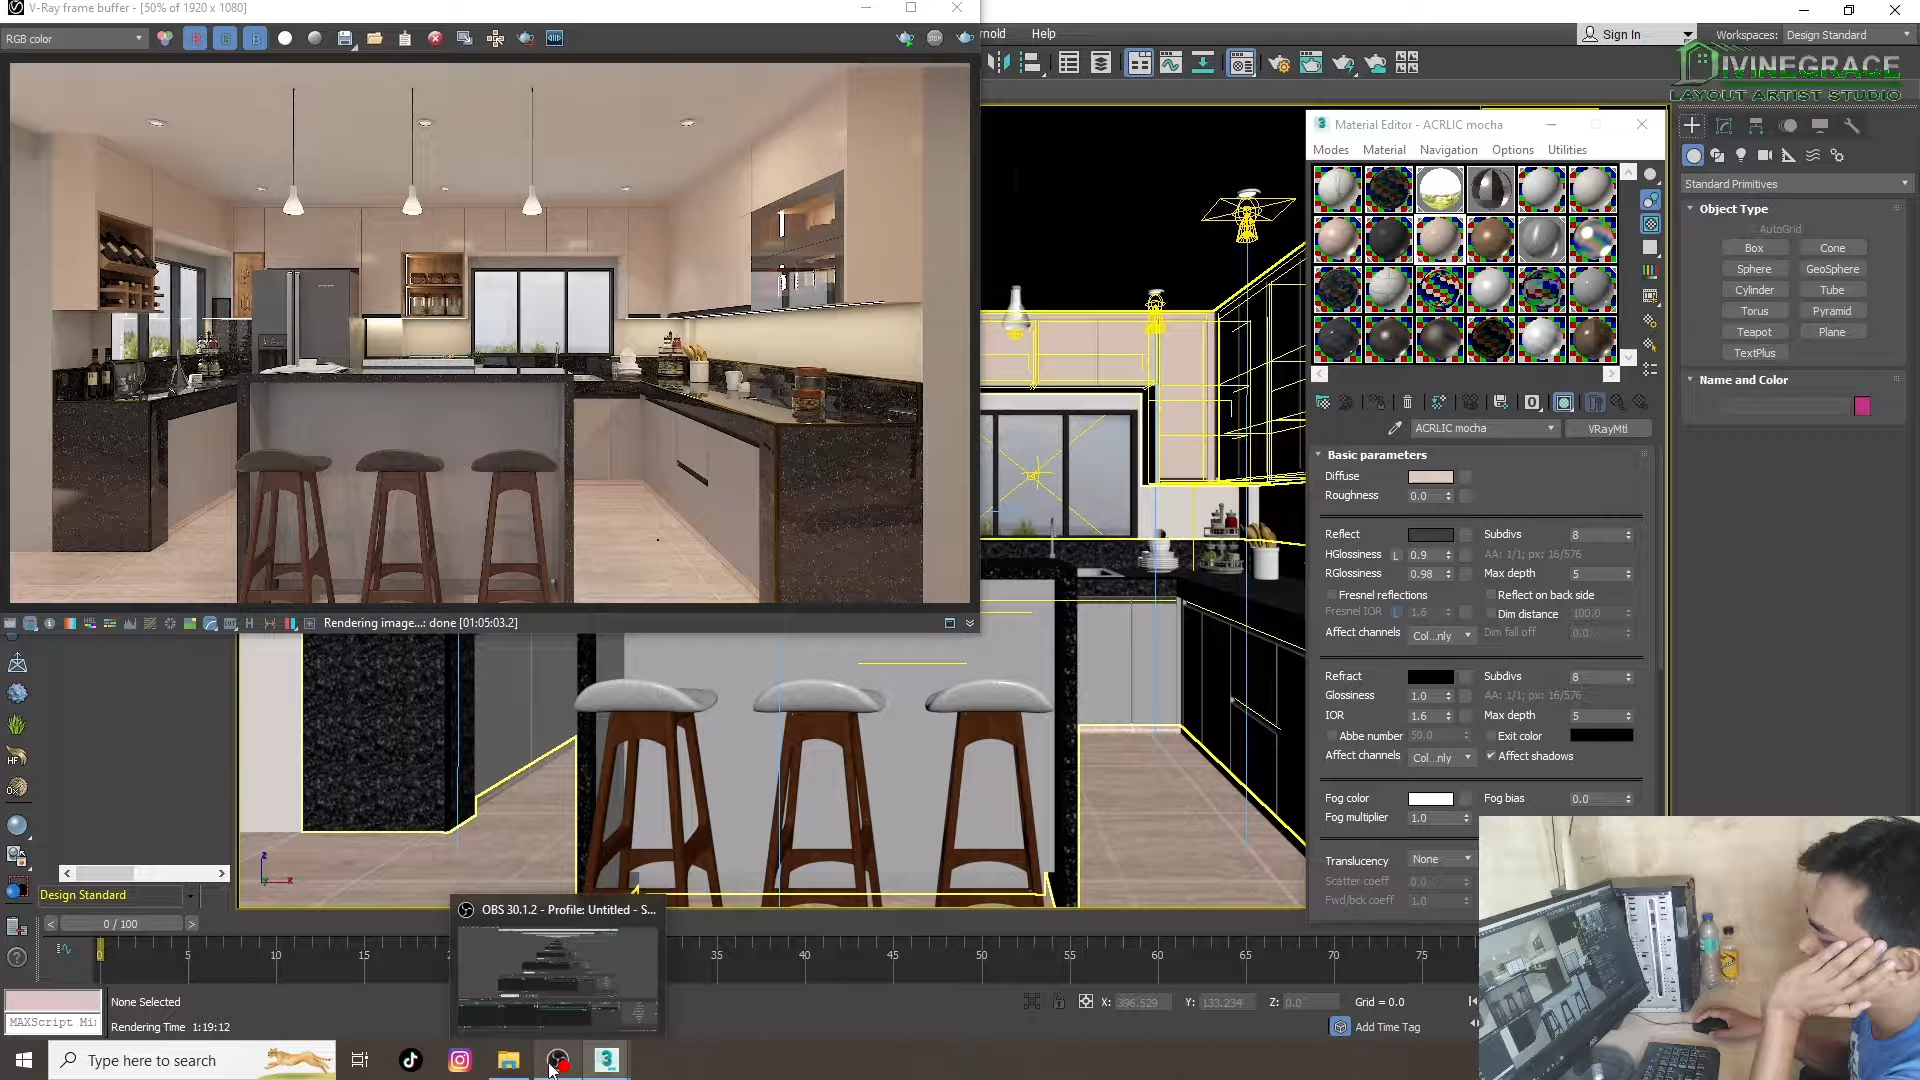 V-Ray frame buffer - [50% of 1920 x 1080]
RGB color
Rendering image...: done [01:05:03.2]
nold
Help
Sign In
Workspaces:
Design Standard
IVINEGRACE
LAYOUT ARTIST STUDIO
Material Editor - ACRLIC mocha
Modes
Material
Navigation
Options
Utilities
ACRLIC mocha
VRayMtl
Basic parameters
Diffuse
Roughness
0.0
Reflect
Subdivs
8
HGlossiness
L
0.9
AA: 1/1; px: 16/576
RGlossiness
0.98
Max depth
5
Fresnel reflections
Reflect on back side
Fresnel IOR
L
1.6
Dim distance
100.0
Affect channels
Col...nly
Dim fall off
0.0
Refract
Subdivs
8
Glossiness
1.0
AA: 1/1; px: 16/576
IOR
1.6
Max depth
5
Abbe number
50.0
Exit color
Affect channels
Col...nly
Affect shadows
Fog color
Fog bias
0.0
Fog multiplier
1.0
Translucency
None
Scatter coeff
0.0
Fwd/bck coeff
1.0
Standard Primitives
Object Type
AutoGrid
Box
Cone
Sphere
GeoSphere
Cylinder
Tube
Torus
Pyramid
Teapot
Plane
TextPlus
Name and Color
HF
Design Standard
0 / 100
OBS 30.1.2 - Profile: Untitled - S...
0
5
10
15
35
40
45
50
55
60
65
70
75
None Selected
MAXScript Mi
Rendering Time 1:19:12
X: 396.529
Y: 133.234
Z: 0.0
Grid = 0.0
Add Time Tag
Type here to search